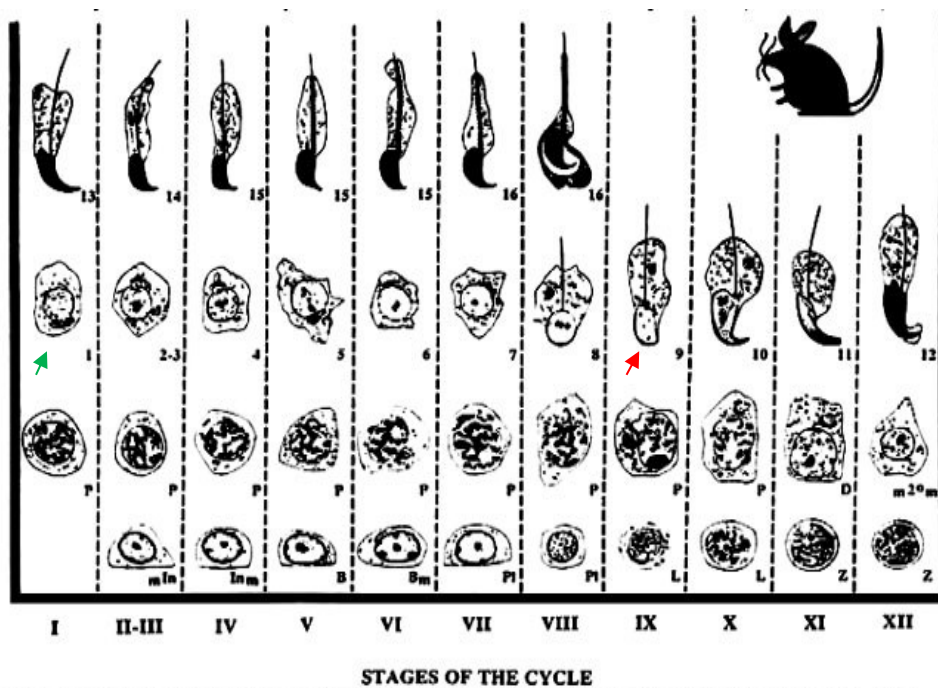 13 14 15 15 15 16 16
1 2-3 4 5 6 7 8 9 10 11 12
P P P P P P P P P D m2°m
mIn Inm B Bm Pl Pl L L Z Z
I II-III IV V VI VII VIII IX X XI XII
STAGES OF THE CYCLE